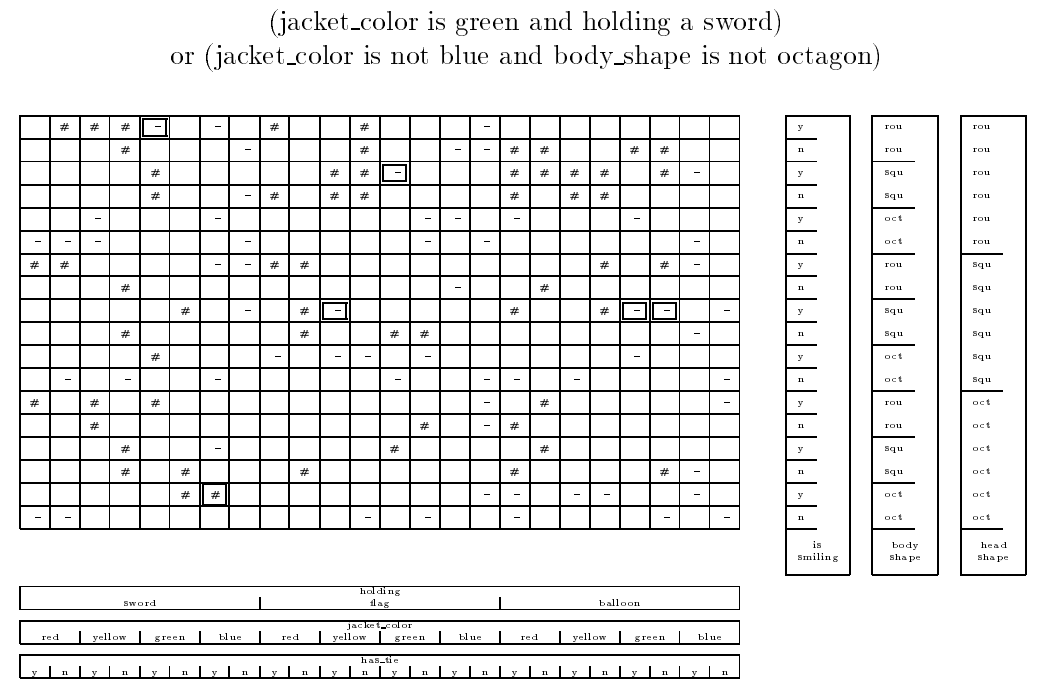 (jacket_color is green and holding a sword)
or (jacket_color is not blue and body_shape is not octagon)
# # # - - # # - y rou rou
# - # - - # # # # n rou rou
# # # - # # # # # - y squ rou
# - # # # # # # n squ rou
- - - - - - y oct rou
- - - - - - - n oct rou
# # - - # # # # - y rou squ
# - # n rou squ
# - # - # # - - - y squ squ
# # # # - n squ squ
# - - - - - y oct squ
- - - - - - - - n oct squ
# # # - # - y rou oct
# # - # n rou oct
# - # # y squ oct
# # # # # - n squ oct
# # - - - - - y oct oct
- - - - - - - n oct oct
is body head
smiling shape shape
holding
sword flag balloon
jacket_color
red yellow green blue red yellow green blue red yellow green blue
has_tie
y n y n y n y n y n y n y n y n y n y n y n y n